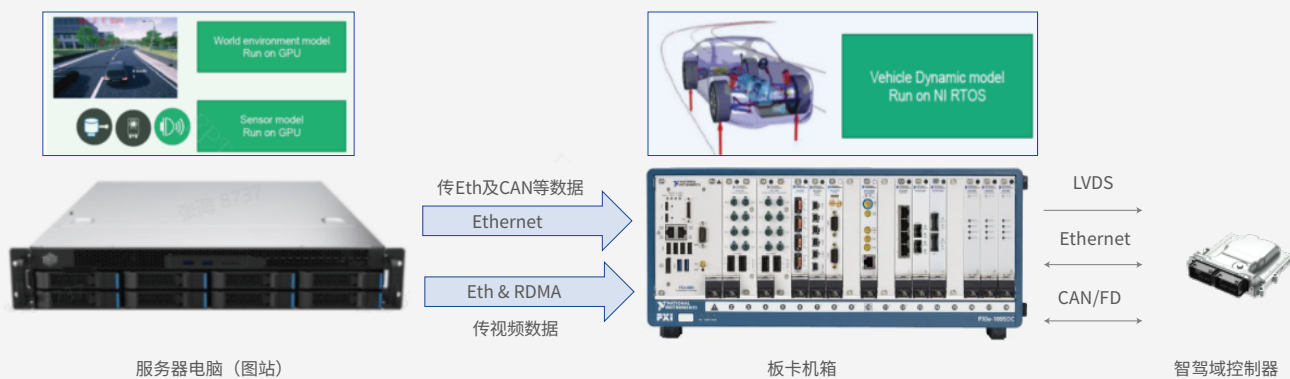 World environment model
Run on GPU
Sensor model
Run on GPU
Vehicle Dynamic model
Run on NI RTOS
传Eth及CAN等数据
Ethernet
Eth & RDMA
传视频数据
LVDS
Ethernet
CAN/FD
NATIONAL
INSTRUMENTS
PXI
服务器电脑（图站）
板卡机箱
智驾域控制器